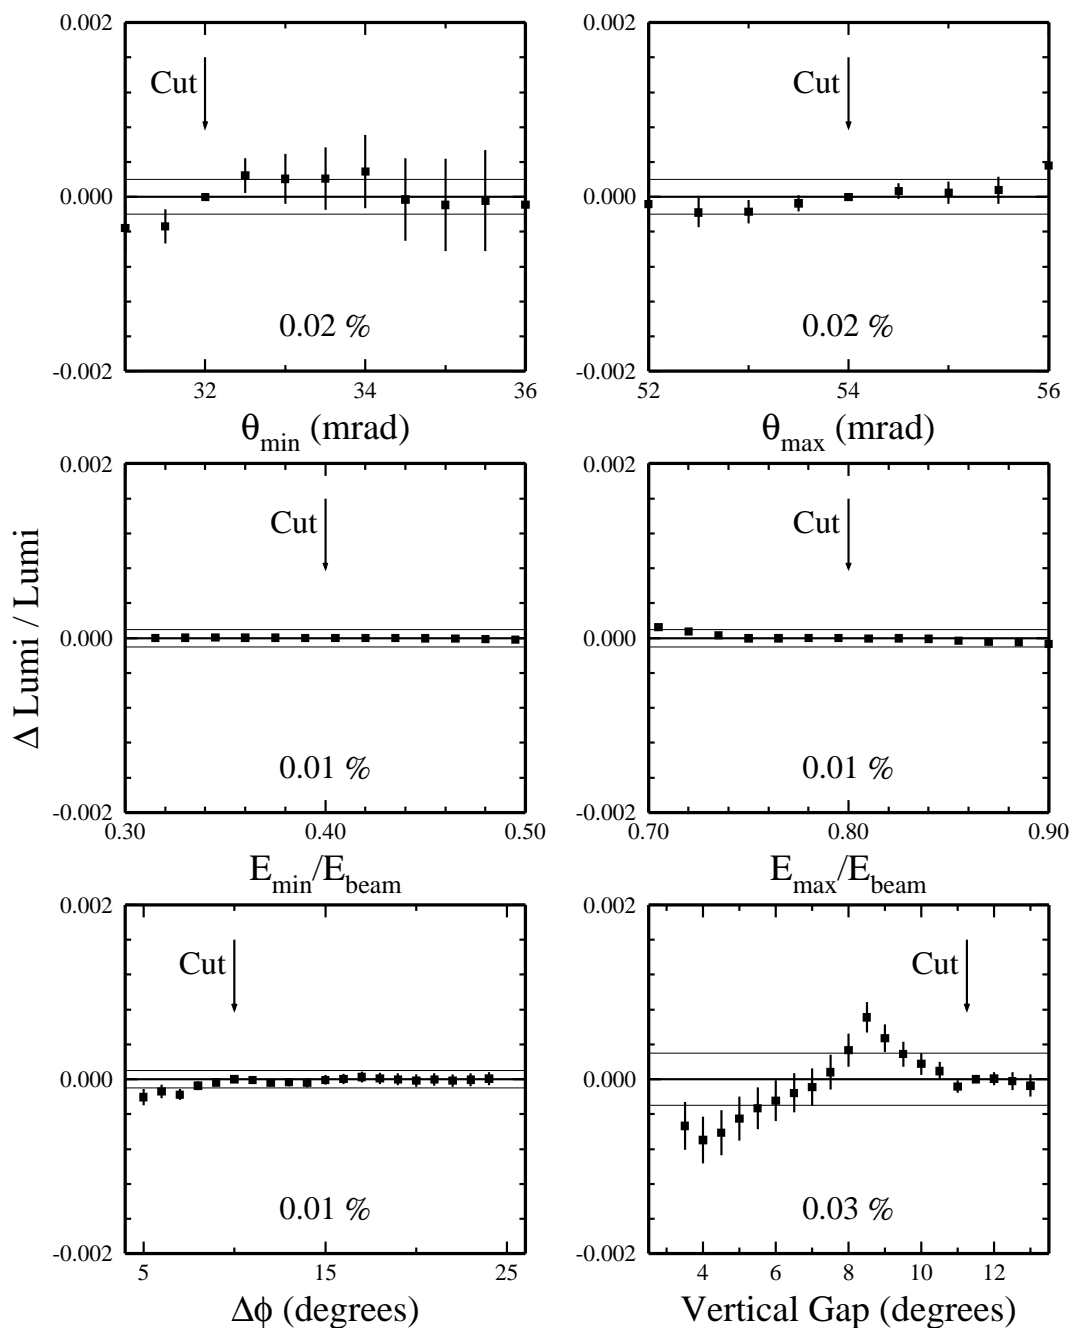 0.002
0.002
Cut
Cut
0.000
0.000
0.02 %
0.02 %
-0.002
-0.002
32 34 36
52 54 56
θmin (mrad)
θmax (mrad)
0.002
0.002
Cut
Cut
Δ Lumi / Lumi
0.000
0.000
0.01 %
0.01 %
-0.002
-0.002
0.30 0.40 0.50
0.70 0.80 0.90
Emin/Ebeam
Emax/Ebeam
0.002
0.002
Cut
Cut
0.000
0.000
0.01 %
0.03 %
-0.002
-0.002
5 15 25
4 6 8 10 12
Δϕ (degrees)
Vertical Gap (degrees)